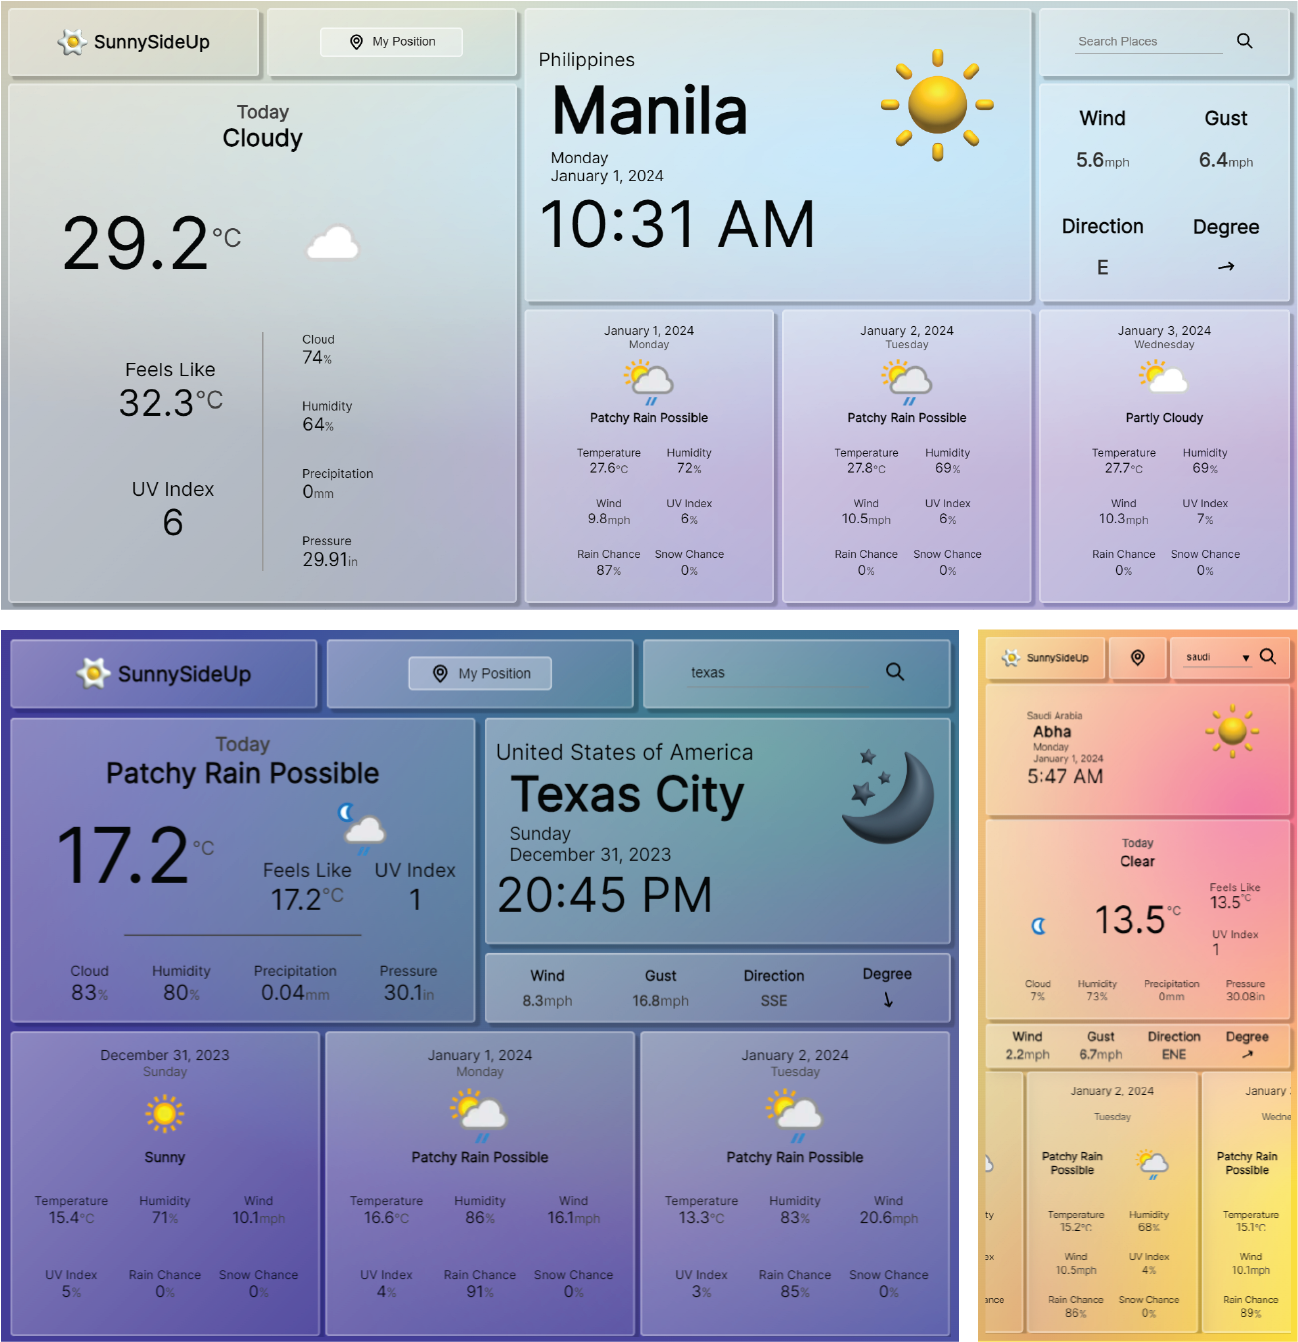 SunnySideUp
My Position
Today
Cloudy
29.2°C
Feels Like
32.3°C
UV Index
6
Cloud
74%
Humidity
64%
Precipitation
0mm
Pressure
29.91in
Philippines
Manila
Monday
January 1, 2024
10:31 AM
Search Places
Wind Gust
5.6mph 6.4mph
Direction Degree
E
January 1, 2024
Monday
Patchy Rain Possible
Temperature Humidity
27.6°C 72%
Wind UV Index
9.8mph 6%
Rain Chance Snow Chance
87% 0%
January 2, 2024
Tuesday
Patchy Rain Possible
Temperature Humidity
27.8°C 69%
Wind UV Index
10.5mph 6%
Rain Chance Snow Chance
0% 0%
January 3, 2024
Wednesday
Partly Cloudy
Temperature Humidity
27.7°C 69%
Wind UV Index
10.3mph 7%
Rain Chance Snow Chance
0% 0%
SunnySideUp
My Position
texas
Today
Patchy Rain Possible
17.2°C
Feels Like UV Index
17.2°C 1
Cloud Humidity Precipitation Pressure
83% 80% 0.04mm 30.1in
United States of America
Texas City
Sunday
December 31, 2023
20:45 PM
Wind Gust Direction Degree
8.3mph 16.8mph SSE
December 31, 2023
Sunday
Sunny
Temperature Humidity Wind
15.4°C 71% 10.1mph
UV Index Rain Chance Snow Chance
5% 0% 0%
January 1, 2024
Monday
Patchy Rain Possible
Temperature Humidity Wind
16.6°C 86% 16.1mph
UV Index Rain Chance Snow Chance
4% 91% 0%
January 2, 2024
Tuesday
Patchy Rain Possible
Temperature Humidity Wind
13.3°C 83% 20.6mph
UV Index Rain Chance Snow Chance
3% 85% 0%
SunnySideUp
saudi
Saudi Arabia
Abha
Monday
January 1, 2024
5:47 AM
Today
Clear
13.5°C
Feels Like
13.5°C
UV Index
1
Cloud Humidity Precipitation Pressure
7% 73% 0mm 30.08in
Wind Gust Direction Degree
2.2mph 6.7mph ENE
ty
ex
ance
January 2, 2024
Tuesday
Patchy Rain
Possible
Temperature Humidity
15.2°C 68%
Wind UV Index
10.5mph 4%
Rain Chance Snow Chance
86% 0%
January
Wedne
Patchy Rain
Possible
Temperature
15.1°C
Wind
10.1mph
Rain Chance
89%